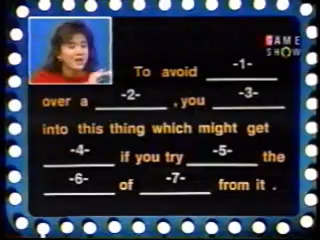 GAME
SHOW
To avoid -1-
over a -2- , you -3-
into this thing which might get
-4- if you try -5- the
-6- of -7- from it .